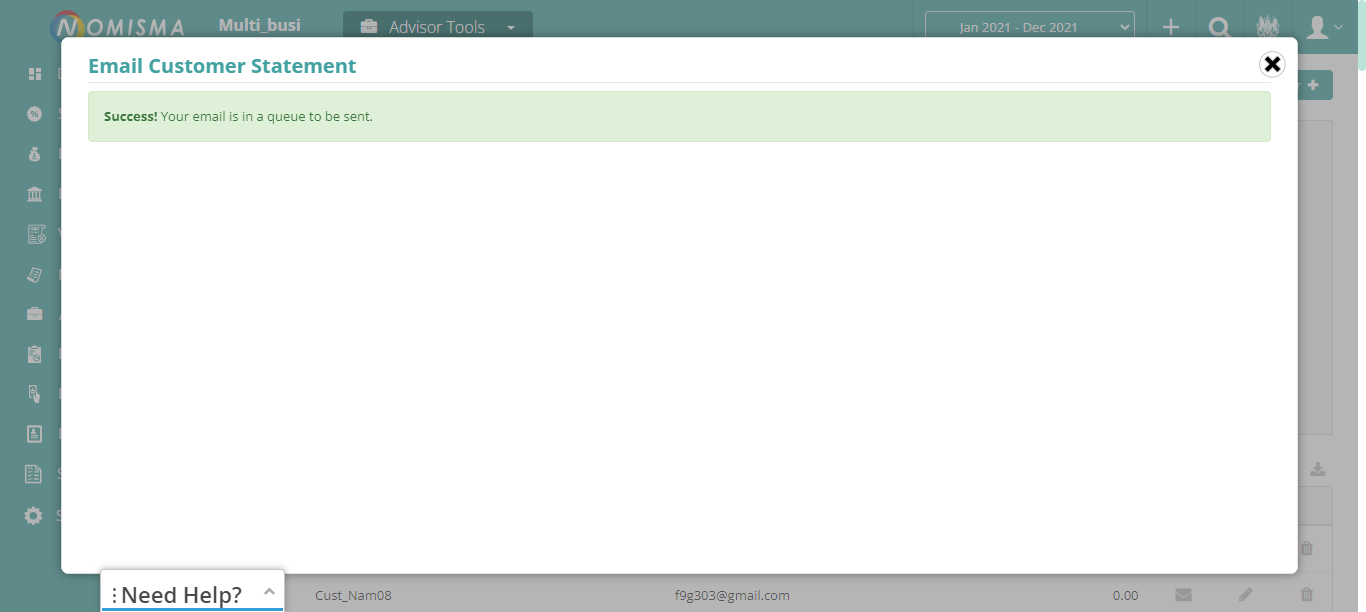 NOMISMA
Multi_busi
Advisor Tools
Jan 2021 - Dec 2021
Email Customer Statement
Success! Your email is in a queue to be sent.
Need Help?
Cust_Nam08
f9g303@gmail.com
0.00